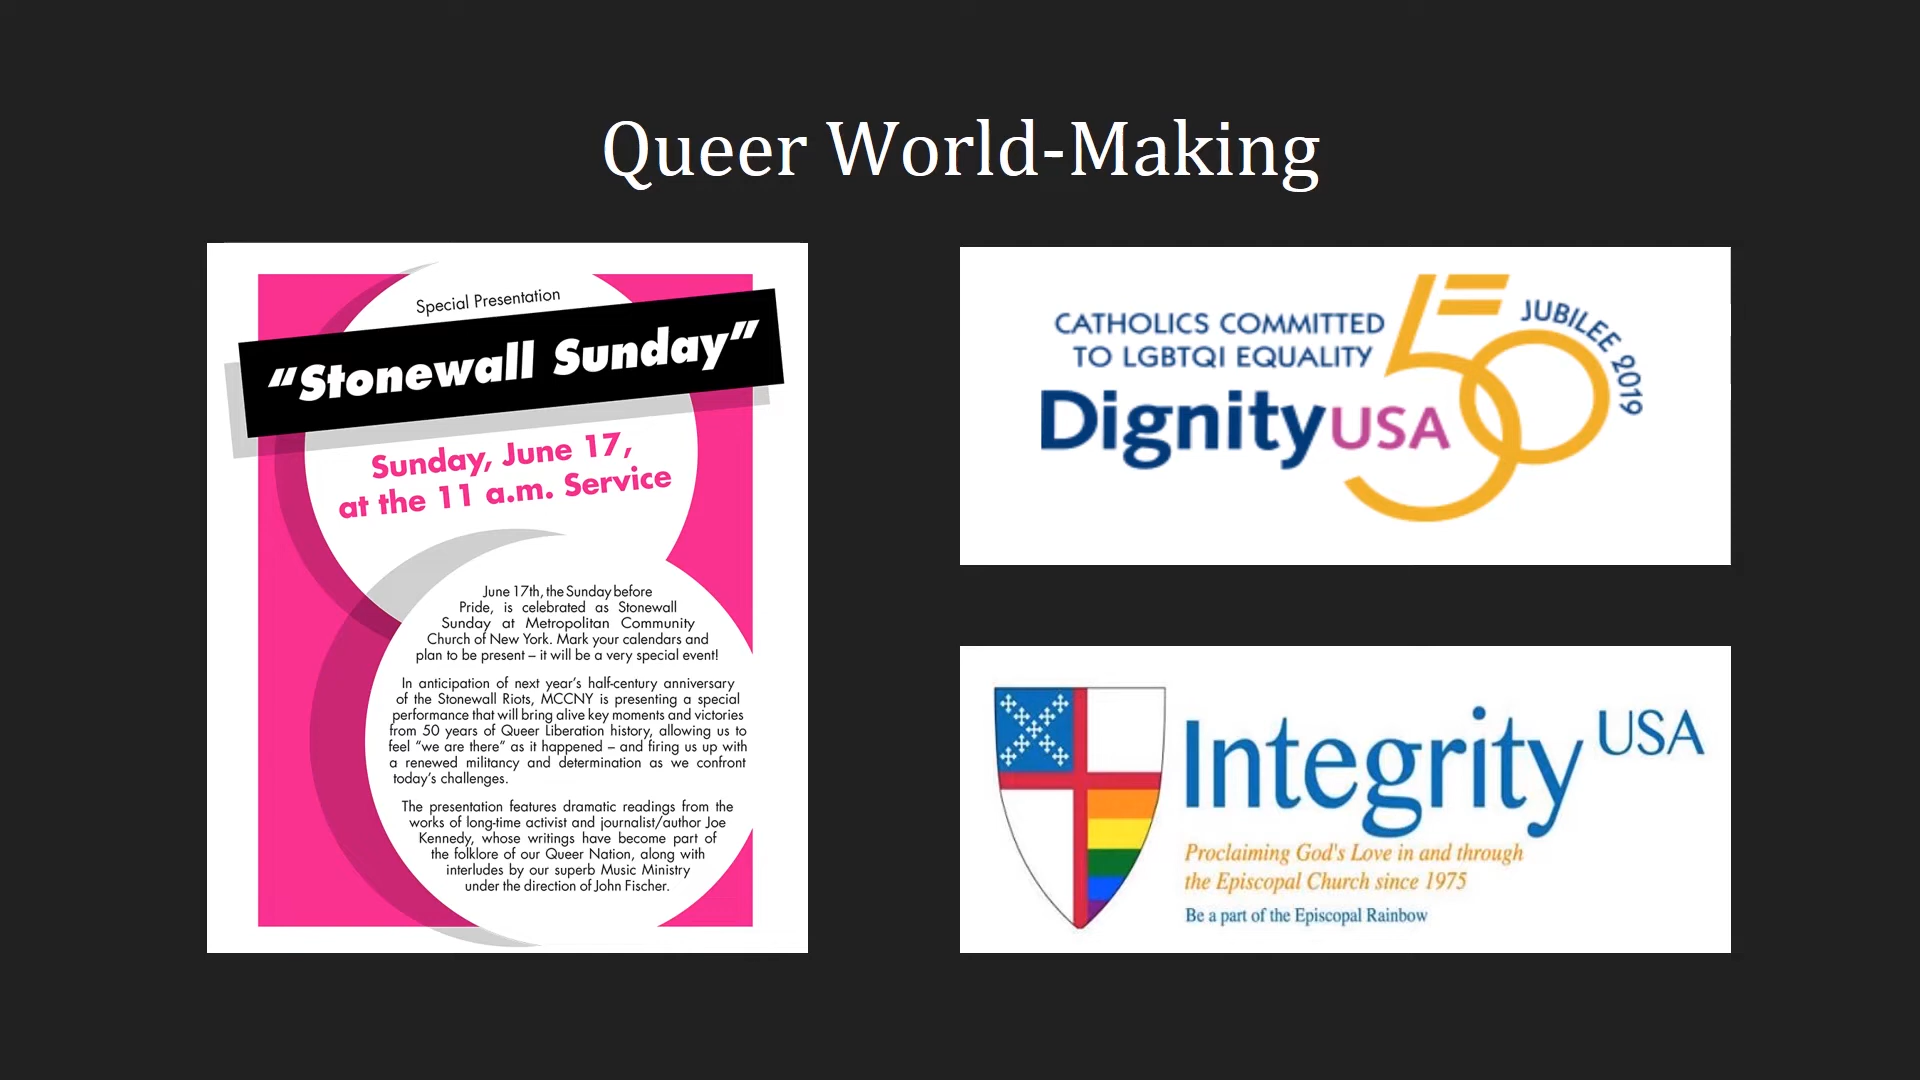 Queer World-Making
Special Presentation
“Stonewall Sunday”
Sunday, June 17,
at the 11 a.m. Service
June 17th, the Sunday before
Pride, is celebrated as Stonewall
Sunday at Metropolitan Community
Church of New York. Mark your calendars and
plan to be present – it will be a very special event!
In anticipation of next year’s half-century anniversary
of the Stonewall Riots, MCCNY is presenting a special
performance that will bring alive key moments and victories
from 50 years of Queer Liberation history, allowing us to
feel “we are there” as it happened – and firing us up with
a renewed militancy and determination as we confront
today’s challenges.
The presentation features dramatic readings from the
works of long-time activist and journalist/author Joe
Kennedy, whose writings have become part of
the folklore of our Queer Nation, along with
interludes by our superb Music Ministry
under the direction of John Fischer.
CATHOLICS COMMITTED
TO LGBTQI EQUALITY
DignityUSA
50
JUBILEE 2019
Integrity USA
Proclaiming God's Love in and through
the Episcopal Church since 1975
Be a part of the Episcopal Rainbow